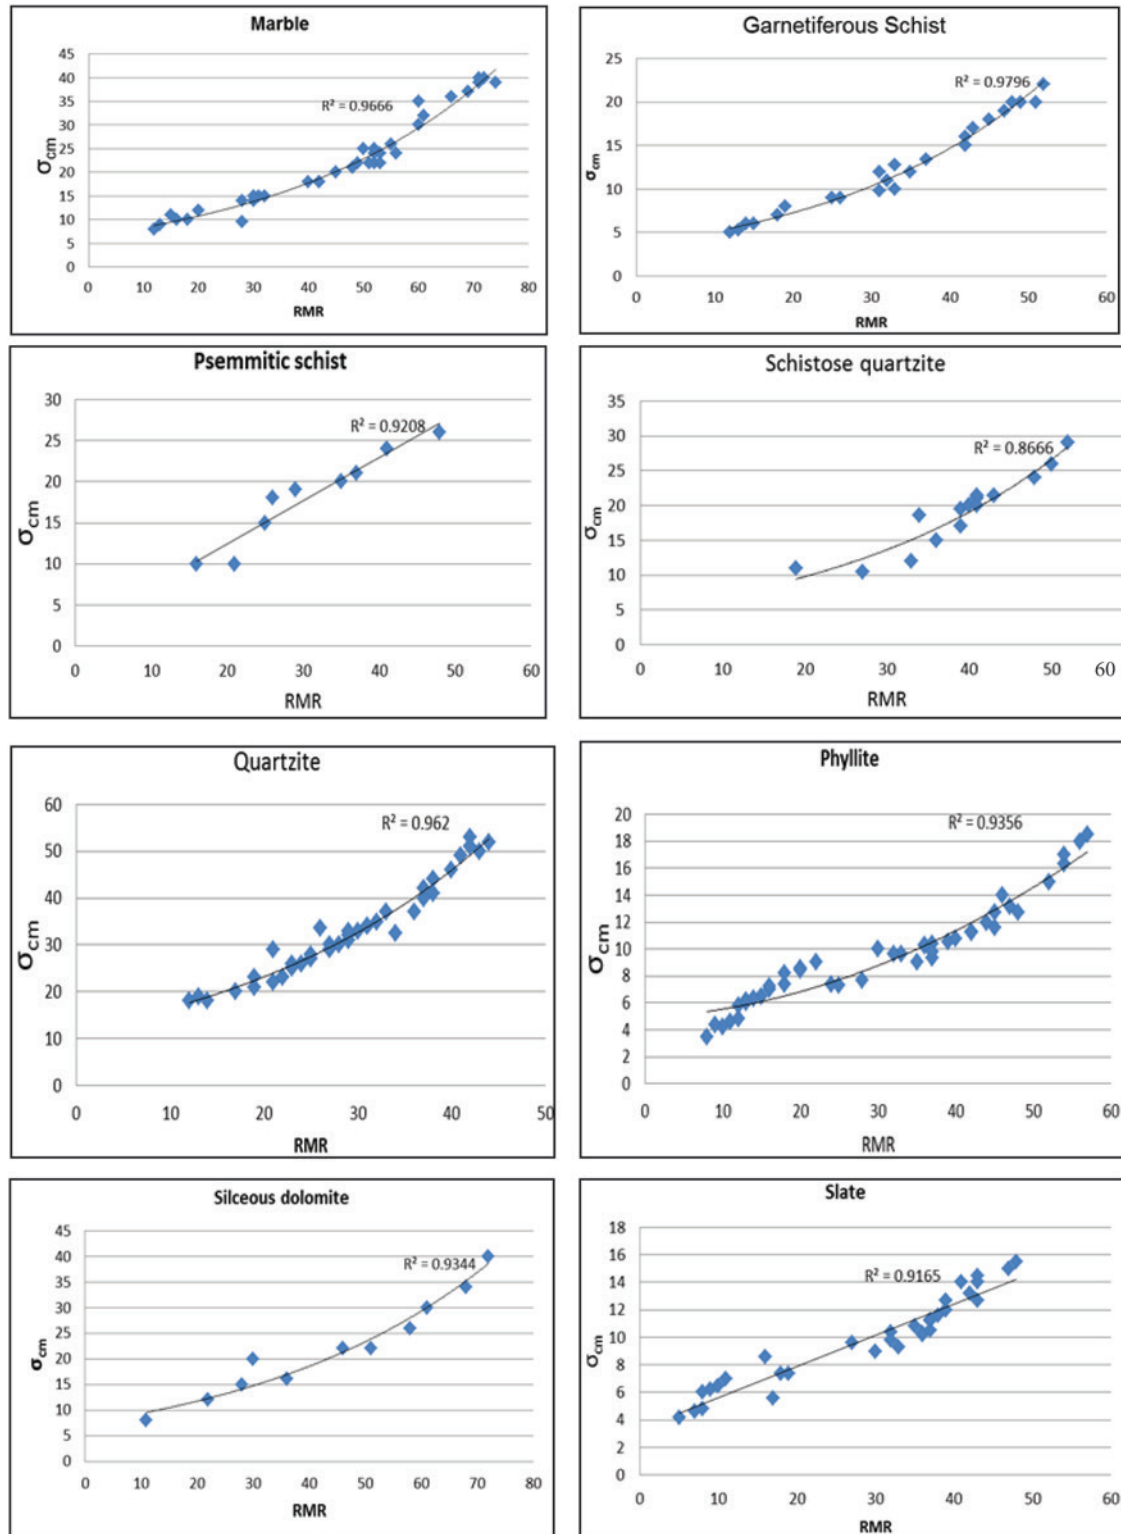 Marble
45
40
35
30
25
20
15
10
5
0
R² = 0.9666
σcm
0 10 20 30 40 50 60 70 80
RMR
Garnetiferous Schist
25
20
15
10
5
0
R² = 0.9796
σcm
0 10 20 30 40 50 60
RMR
Psemmitic schist
30
25
20
15
10
5
0
R² = 0.9208
σcm
0 10 20 30 40 50 60
RMR
Schistose quartzite
35
30
25
20
15
10
5
0
R² = 0.8666
σcm
0 10 20 30 40 50 60
RMR
Quartzite
60
50
40
30
20
10
0
R² = 0.962
σcm
0 10 20 30 40 50
RMR
Phyllite
20
18
16
14
12
10
8
6
4
2
0
R² = 0.9356
σcm
0 10 20 30 40 50 60
RMR
Silceous dolomite
45
40
35
30
25
20
15
10
5
0
R² = 0.9344
σcm
0 10 20 30 40 50 60 70 80
RMR
Slate
18
16
14
12
10
8
6
4
2
0
R² = 0.9165
σcm
0 10 20 30 40 50 60
RMR